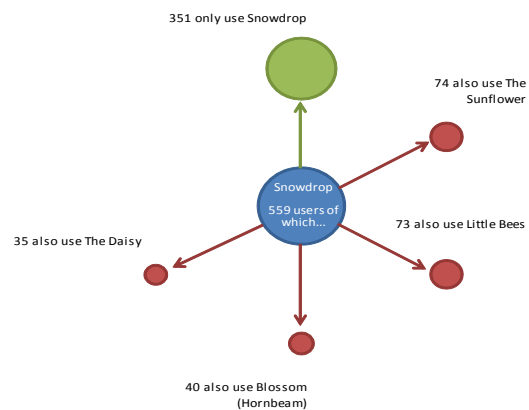 351 only use Snowdrop
74 also use The
Sunflower
Snowdrop
559 users of
which...
73 also use Little Bees
35 also use The Daisy
40 also use Blossom
(Hornbeam)